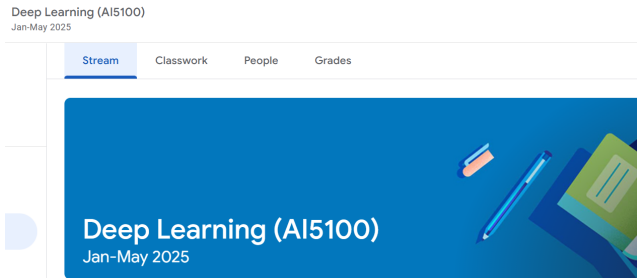 Deep Learning (AI5100)
Jan-May 2025
Stream Classwork People Grades
Deep Learning (AI5100)
Jan-May 2025